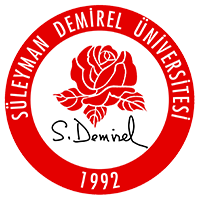 SÜLEYMAN DEMİREL ÜNİVERSİTESİ
S. Demirel
1992